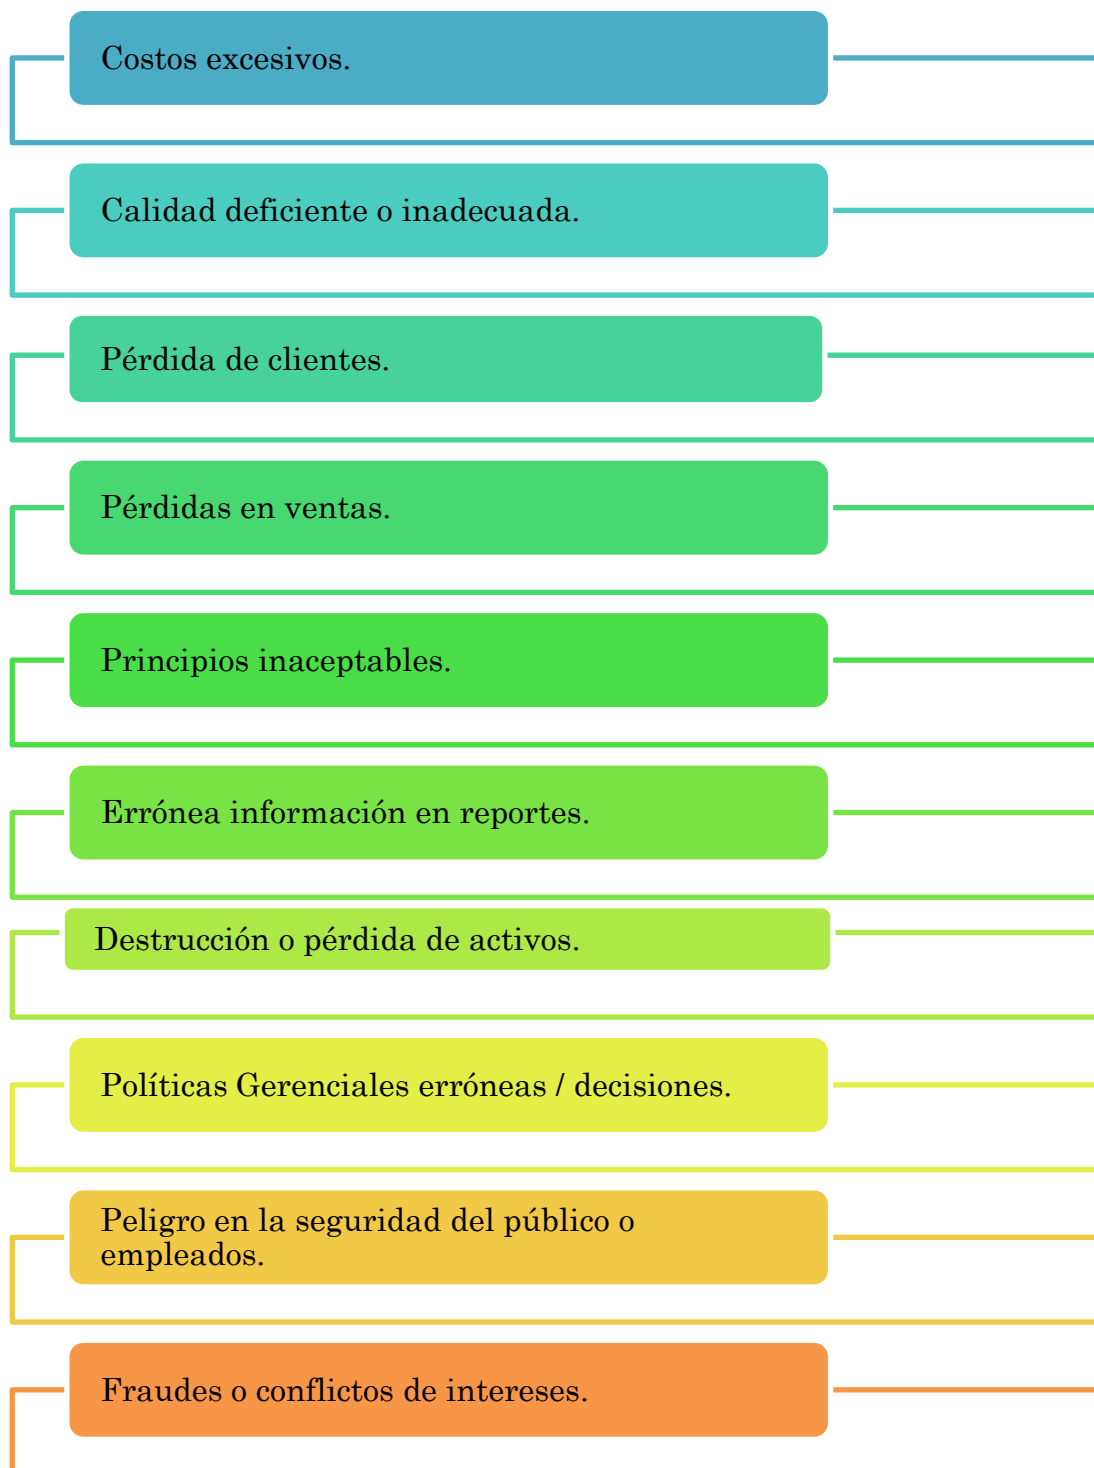 Costos excesivos.
Calidad deficiente o inadecuada.
Pérdida de clientes.
Pérdidas en ventas.
Principios inaceptables.
Errónea información en reportes.
Destrucción o pérdida de activos.
Políticas Gerenciales erróneas / decisiones.
Peligro en la seguridad del público o
empleados.
Fraudes o conflictos de intereses.